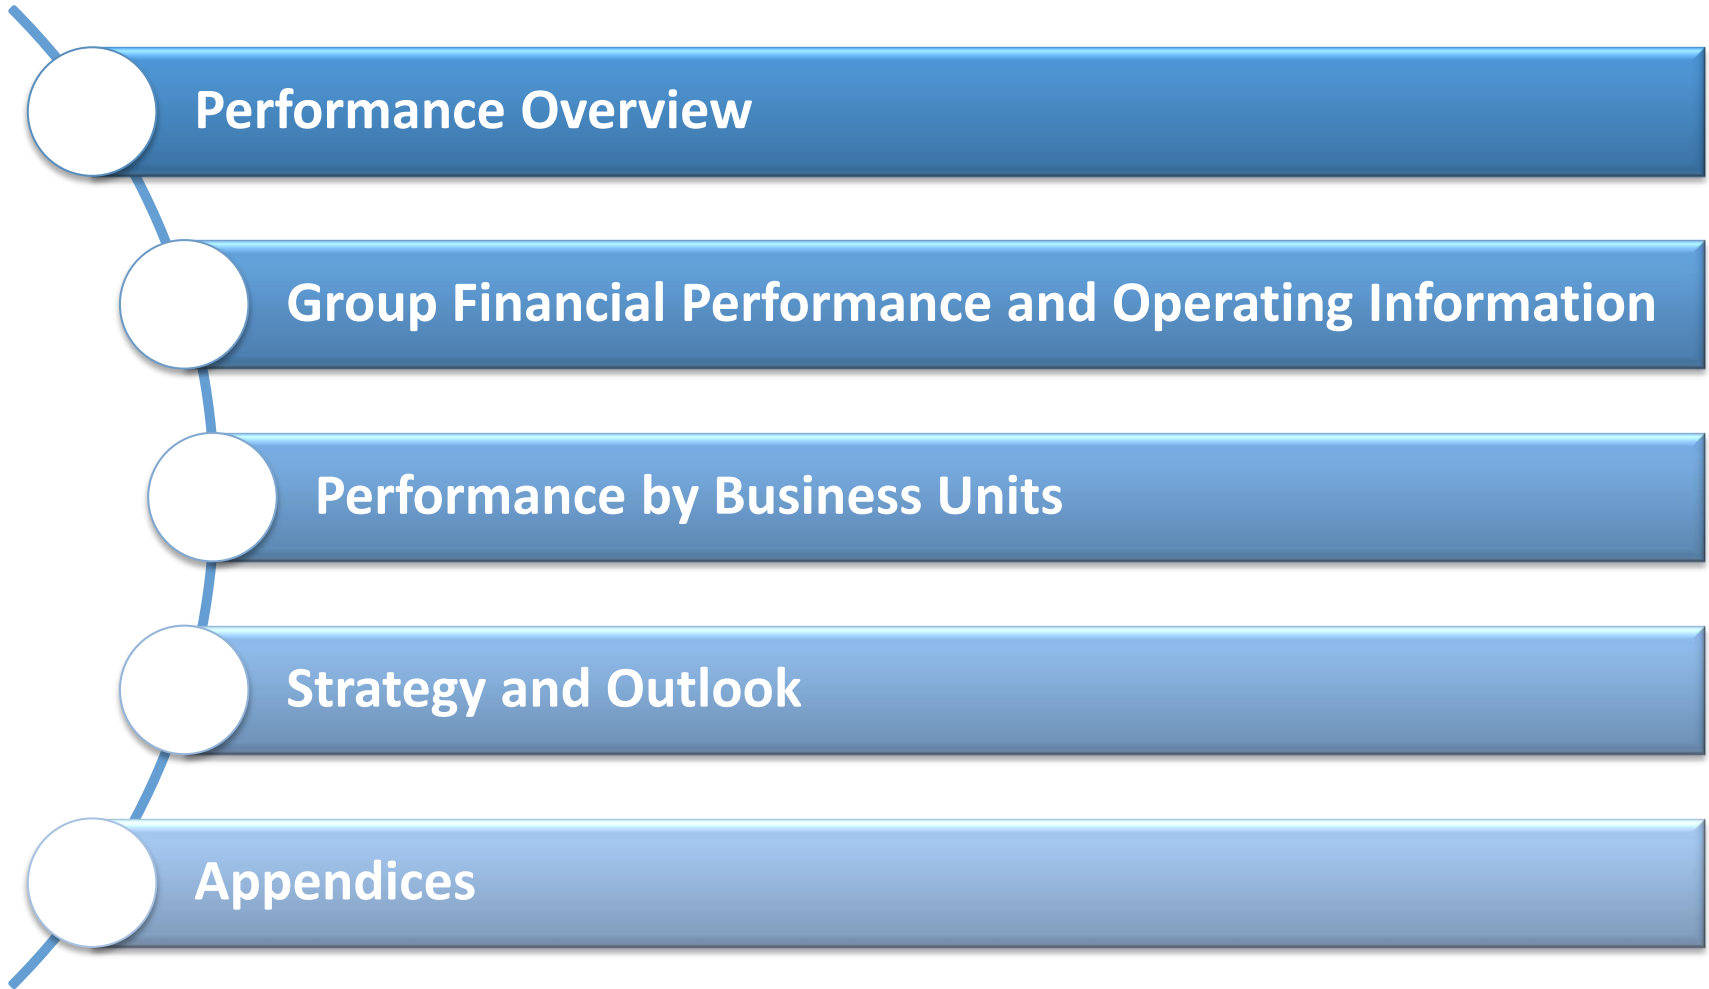 Performance Overview
Group Financial Performance and Operating Information
Performance by Business Units
Strategy and Outlook
Appendices